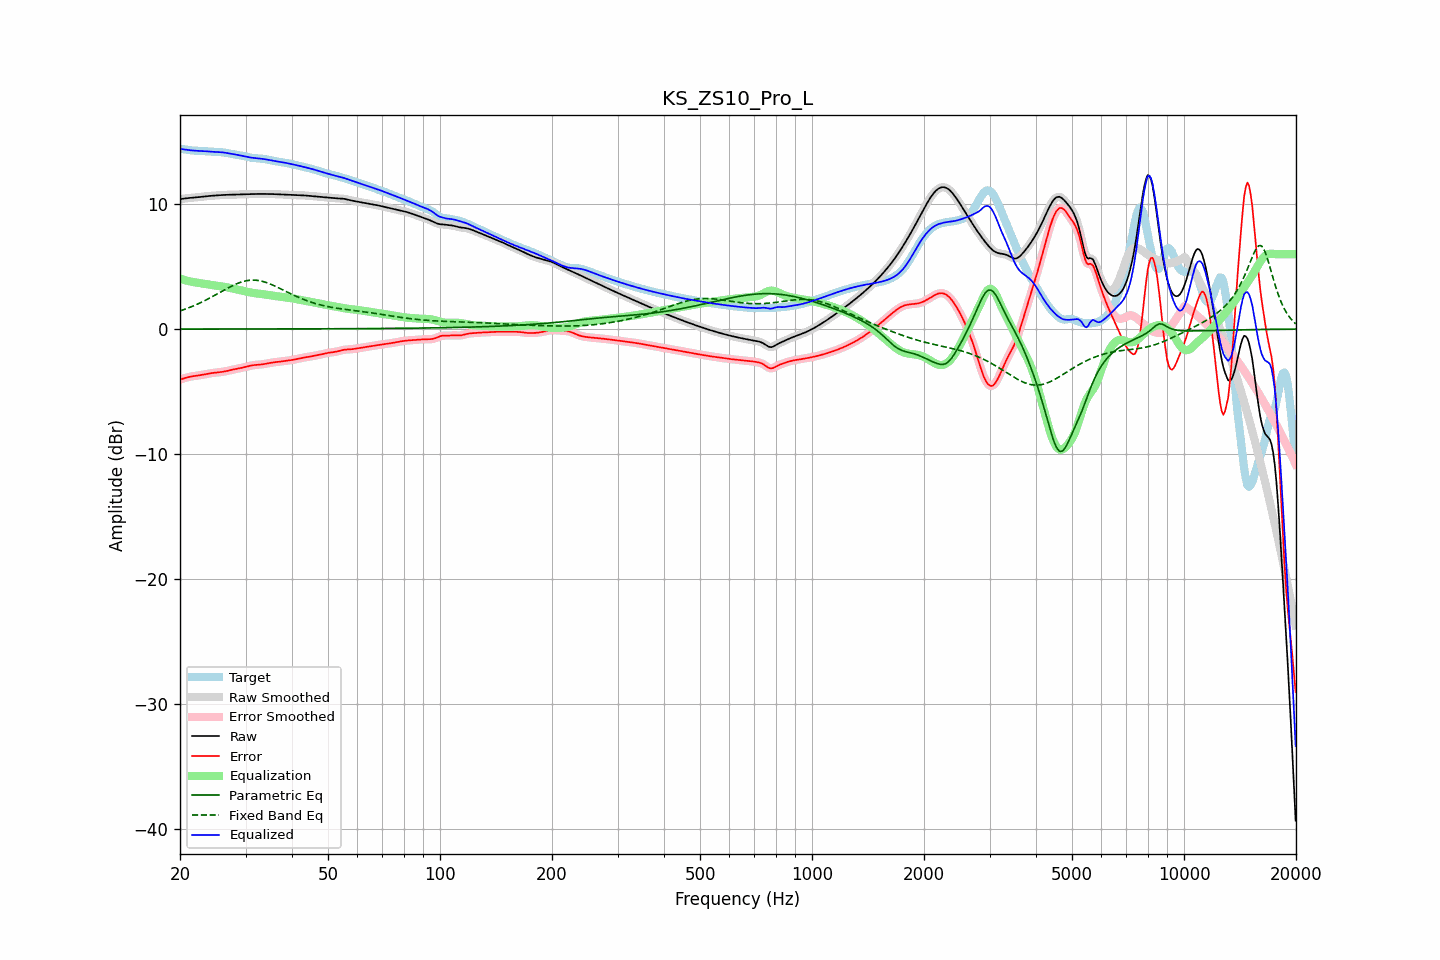 KS_ZS10_Pro_L
Amplitude (dBr)
10
0
−10
−20
−30
−40
Target
Raw Smoothed
Error Smoothed
Raw
Error
Equalization
Parametric Eq
Fixed Band Eq
Equalized
20 50 100 200 500 1000 2000 5000 10000 20000
Frequency (Hz)